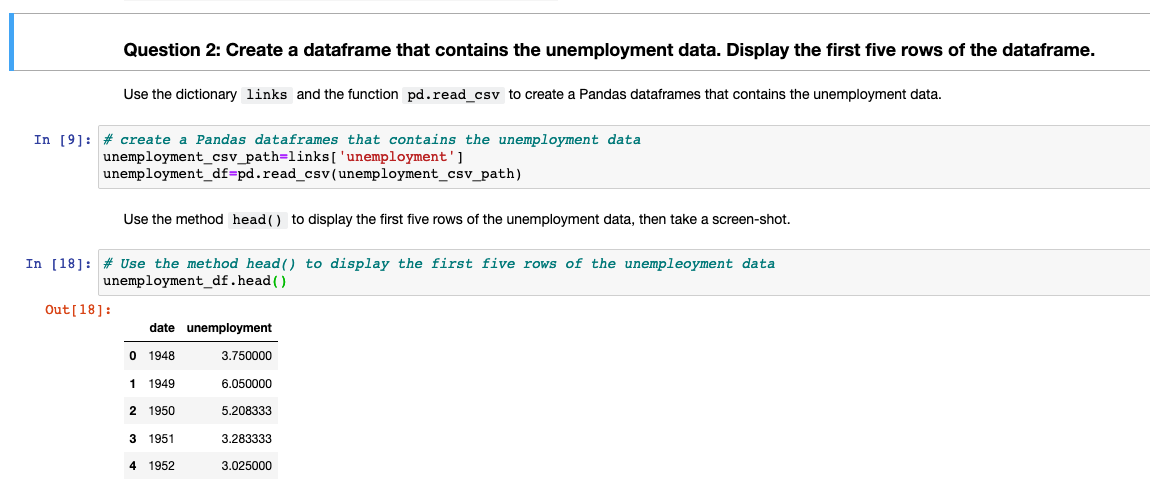 Question 2: Create a dataframe that contains the unemployment data. Display the first five rows of the dataframe.
Use the dictionary links and the function pd.read_csv to create a Pandas dataframes that contains the unemployment data.
In [9]: # create a Pandas dataframes that contains the unemployment data
unemployment_csv_path=links['unemployment']
unemployment_df=pd.read_csv(unemployment_csv_path)
Use the method head() to display the first five rows of the unemployment data, then take a screen-shot.
In [18]: # Use the method head() to display the first five rows of the unempleoyment data
unemployment_df.head()
Out[18]:
date unemployment
0 1948 3.750000
1 1949 6.050000
2 1950 5.208333
3 1951 3.283333
4 1952 3.025000